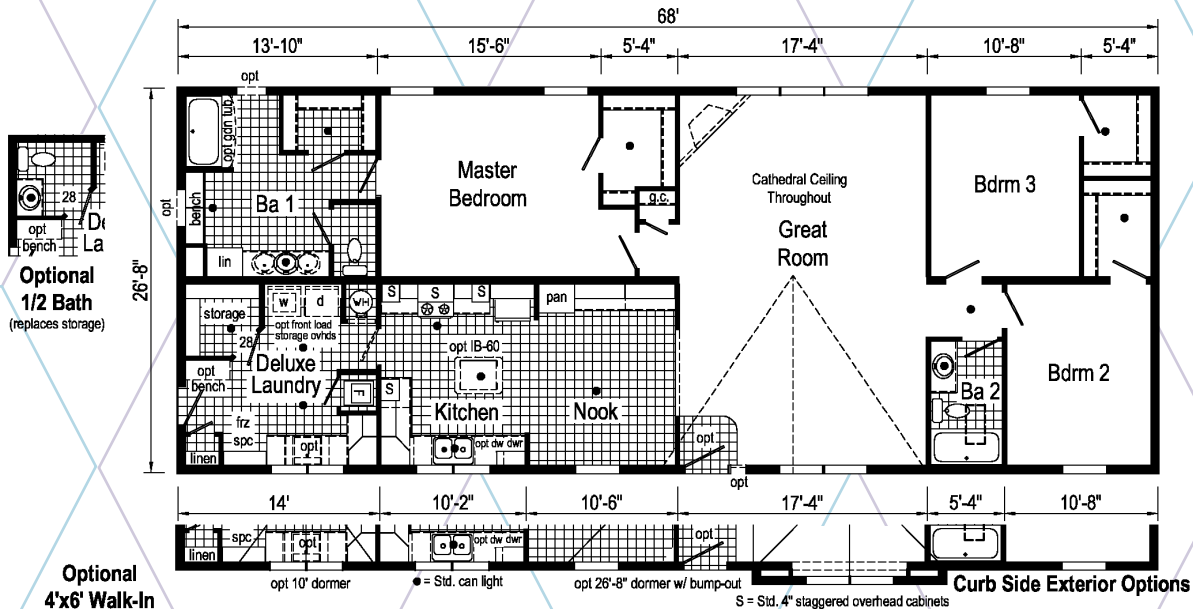 68'
13'-10"
15'-6"
5'-4"
17'-4"
10'-8"
5'-4"
26'-8"
opt
opt
opt gdn tub
bench
Ba 1
lin
Master
Bedroom
g.c.
Cathedral Ceiling
Throughout
Great
Room
Bdrm 3
28
De
La
opt
bench
Optional
1/2 Bath
(replaces storage)
storage
w
d
WH
opt front load
storage ovhds
28
Deluxe
Laundry
opt
bench
F
frz
spc
opt
linen
S
S
S
pan
opt IB-60
S
Kitchen
Nook
opt dw dwr
opt
opt
Ba 2
Bdrm 2
14'
10'-2"
10'-6"
17'-4"
5'-4"
10'-8"
linen
spc
opt
opt dw dwr
opt
opt 10' dormer
● = Std. can light
opt 26'-8" dormer w/ bump-out
S = Std. 4" staggered overhead cabinets
Curb Side Exterior Options
Optional
4'x6' Walk-In